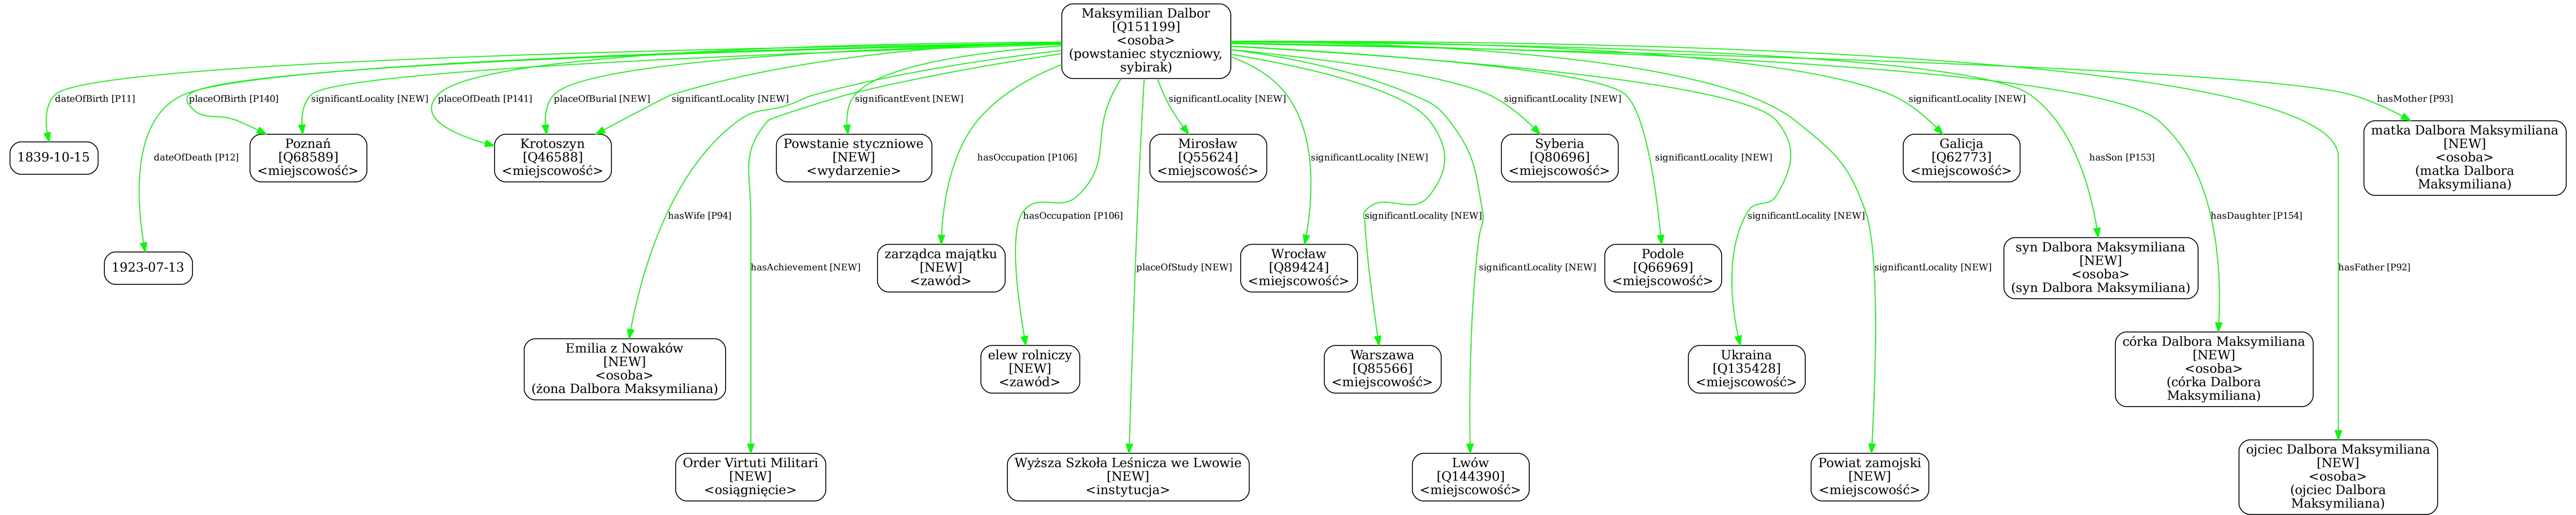 Maksymilian Dalbor
[Q151199]
<osoba>
(powstaniec styczniowy,
sybirak)
dateOfBirth [P11]
placeOfBirth [P140]
significantLocality [NEW]
placeOfDeath [P141]
placeOfBurial [NEW]
significantLocality [NEW]
significantEvent [NEW]
significantLocality [NEW]
significantLocality [NEW]
significantLocality [NEW]
hasMother [P93]
1839-10-15
dateOfDeath [P12]
Poznań
[Q68589]
<miejscowość>
Krotoszyn
[Q46588]
<miejscowość>
Powstanie styczniowe
[NEW]
<wydarzenie>
hasOccupation [P106]
Mirosław
[Q55624]
<miejscowość>
significantLocality [NEW]
Syberia
[Q80696]
<miejscowość>
significantLocality [NEW]
Galicja
[Q62773]
<miejscowość>
hasSon [P153]
matka Dalbora Maksymiliana
[NEW]
<osoba>
(matka Dalbora
Maksymiliana)
hasWife [P94]
hasOccupation [P106]
significantLocality [NEW]
significantLocality [NEW]
hasDaughter [P154]
1923-07-13
hasAchievement [NEW]
zarządca majątku
[NEW]
<zawód>
placeOfStudy [NEW]
Wrocław
[Q89424]
<miejscowość>
significantLocality [NEW]
Podole
[Q66969]
<miejscowość>
significantLocality [NEW]
syn Dalbora Maksymiliana
[NEW]
<osoba>
(syn Dalbora Maksymiliana)
hasFather [P92]
Emilia z Nowaków
[NEW]
<osoba>
(żona Dalbora Maksymiliana)
elew rolniczy
[NEW]
<zawód>
Warszawa
[Q85566]
<miejscowość>
Ukraina
[Q135428]
<miejscowość>
córka Dalbora Maksymiliana
[NEW]
<osoba>
(córka Dalbora
Maksymiliana)
Order Virtuti Militari
[NEW]
<osiągnięcie>
Wyższa Szkoła Leśnicza we Lwowie
[NEW]
<instytucja>
Lwów
[Q144390]
<miejscowość>
Powiat zamojski
[NEW]
<miejscowość>
ojciec Dalbora Maksymiliana
[NEW]
<osoba>
(ojciec Dalbora
Maksymiliana)